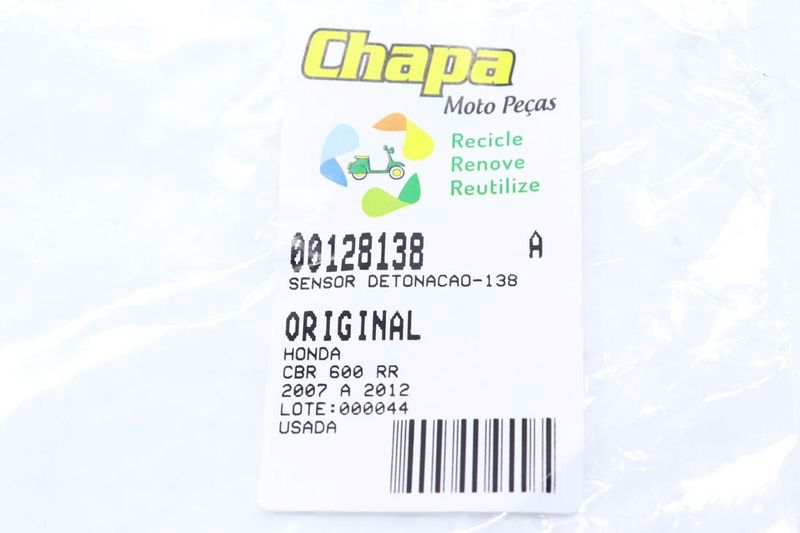 Chapa
Moto Peças
Recicle
Renove
Reutilize
00128138 A
SENSOR DETONACAO-138
ORIGINAL
HONDA
CBR 600 RR
2007 A 2012
LOTE:000044
USADA